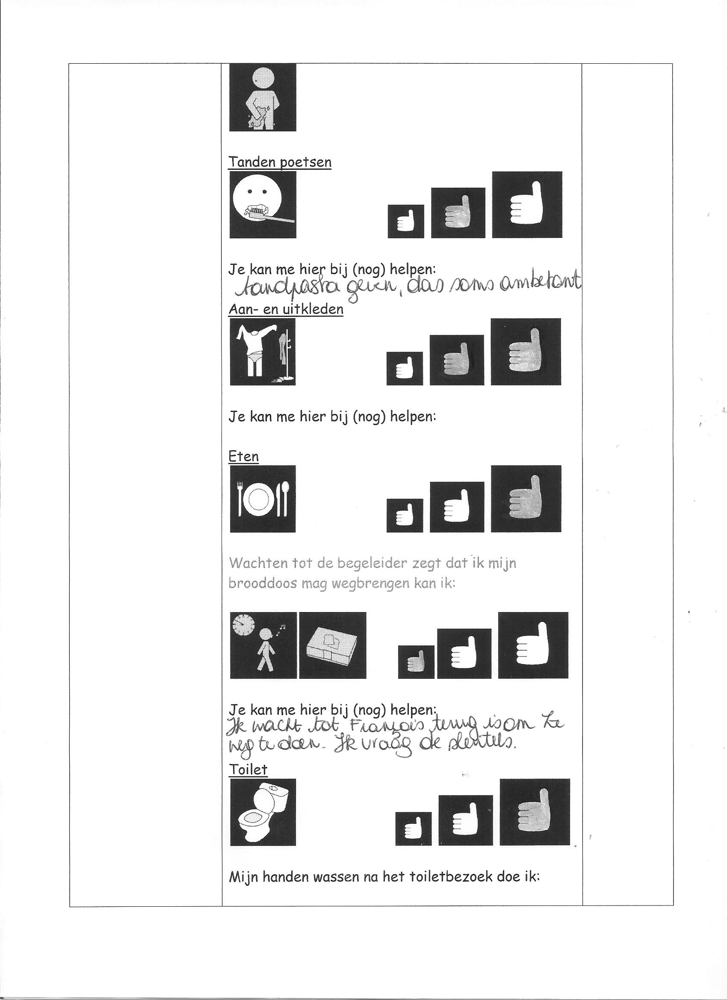 Tanden poetsen
Je kan me hier bij (nog) helpen:
tandpasta geven, das soms ambetant
Aan- en uitkleden
Je kan me hier bij (nog) helpen:
Eten
Wachten tot de begeleider zegt dat ik mijn
brooddoos mag wegbrengen kan ik:
Je kan me hier bij (nog) helpen:
Ik wacht tot François terug is om ze
weg te doen. Ik vraag de sleutels.
Toilet
Mijn handen wassen na het toiletbezoek doe ik: